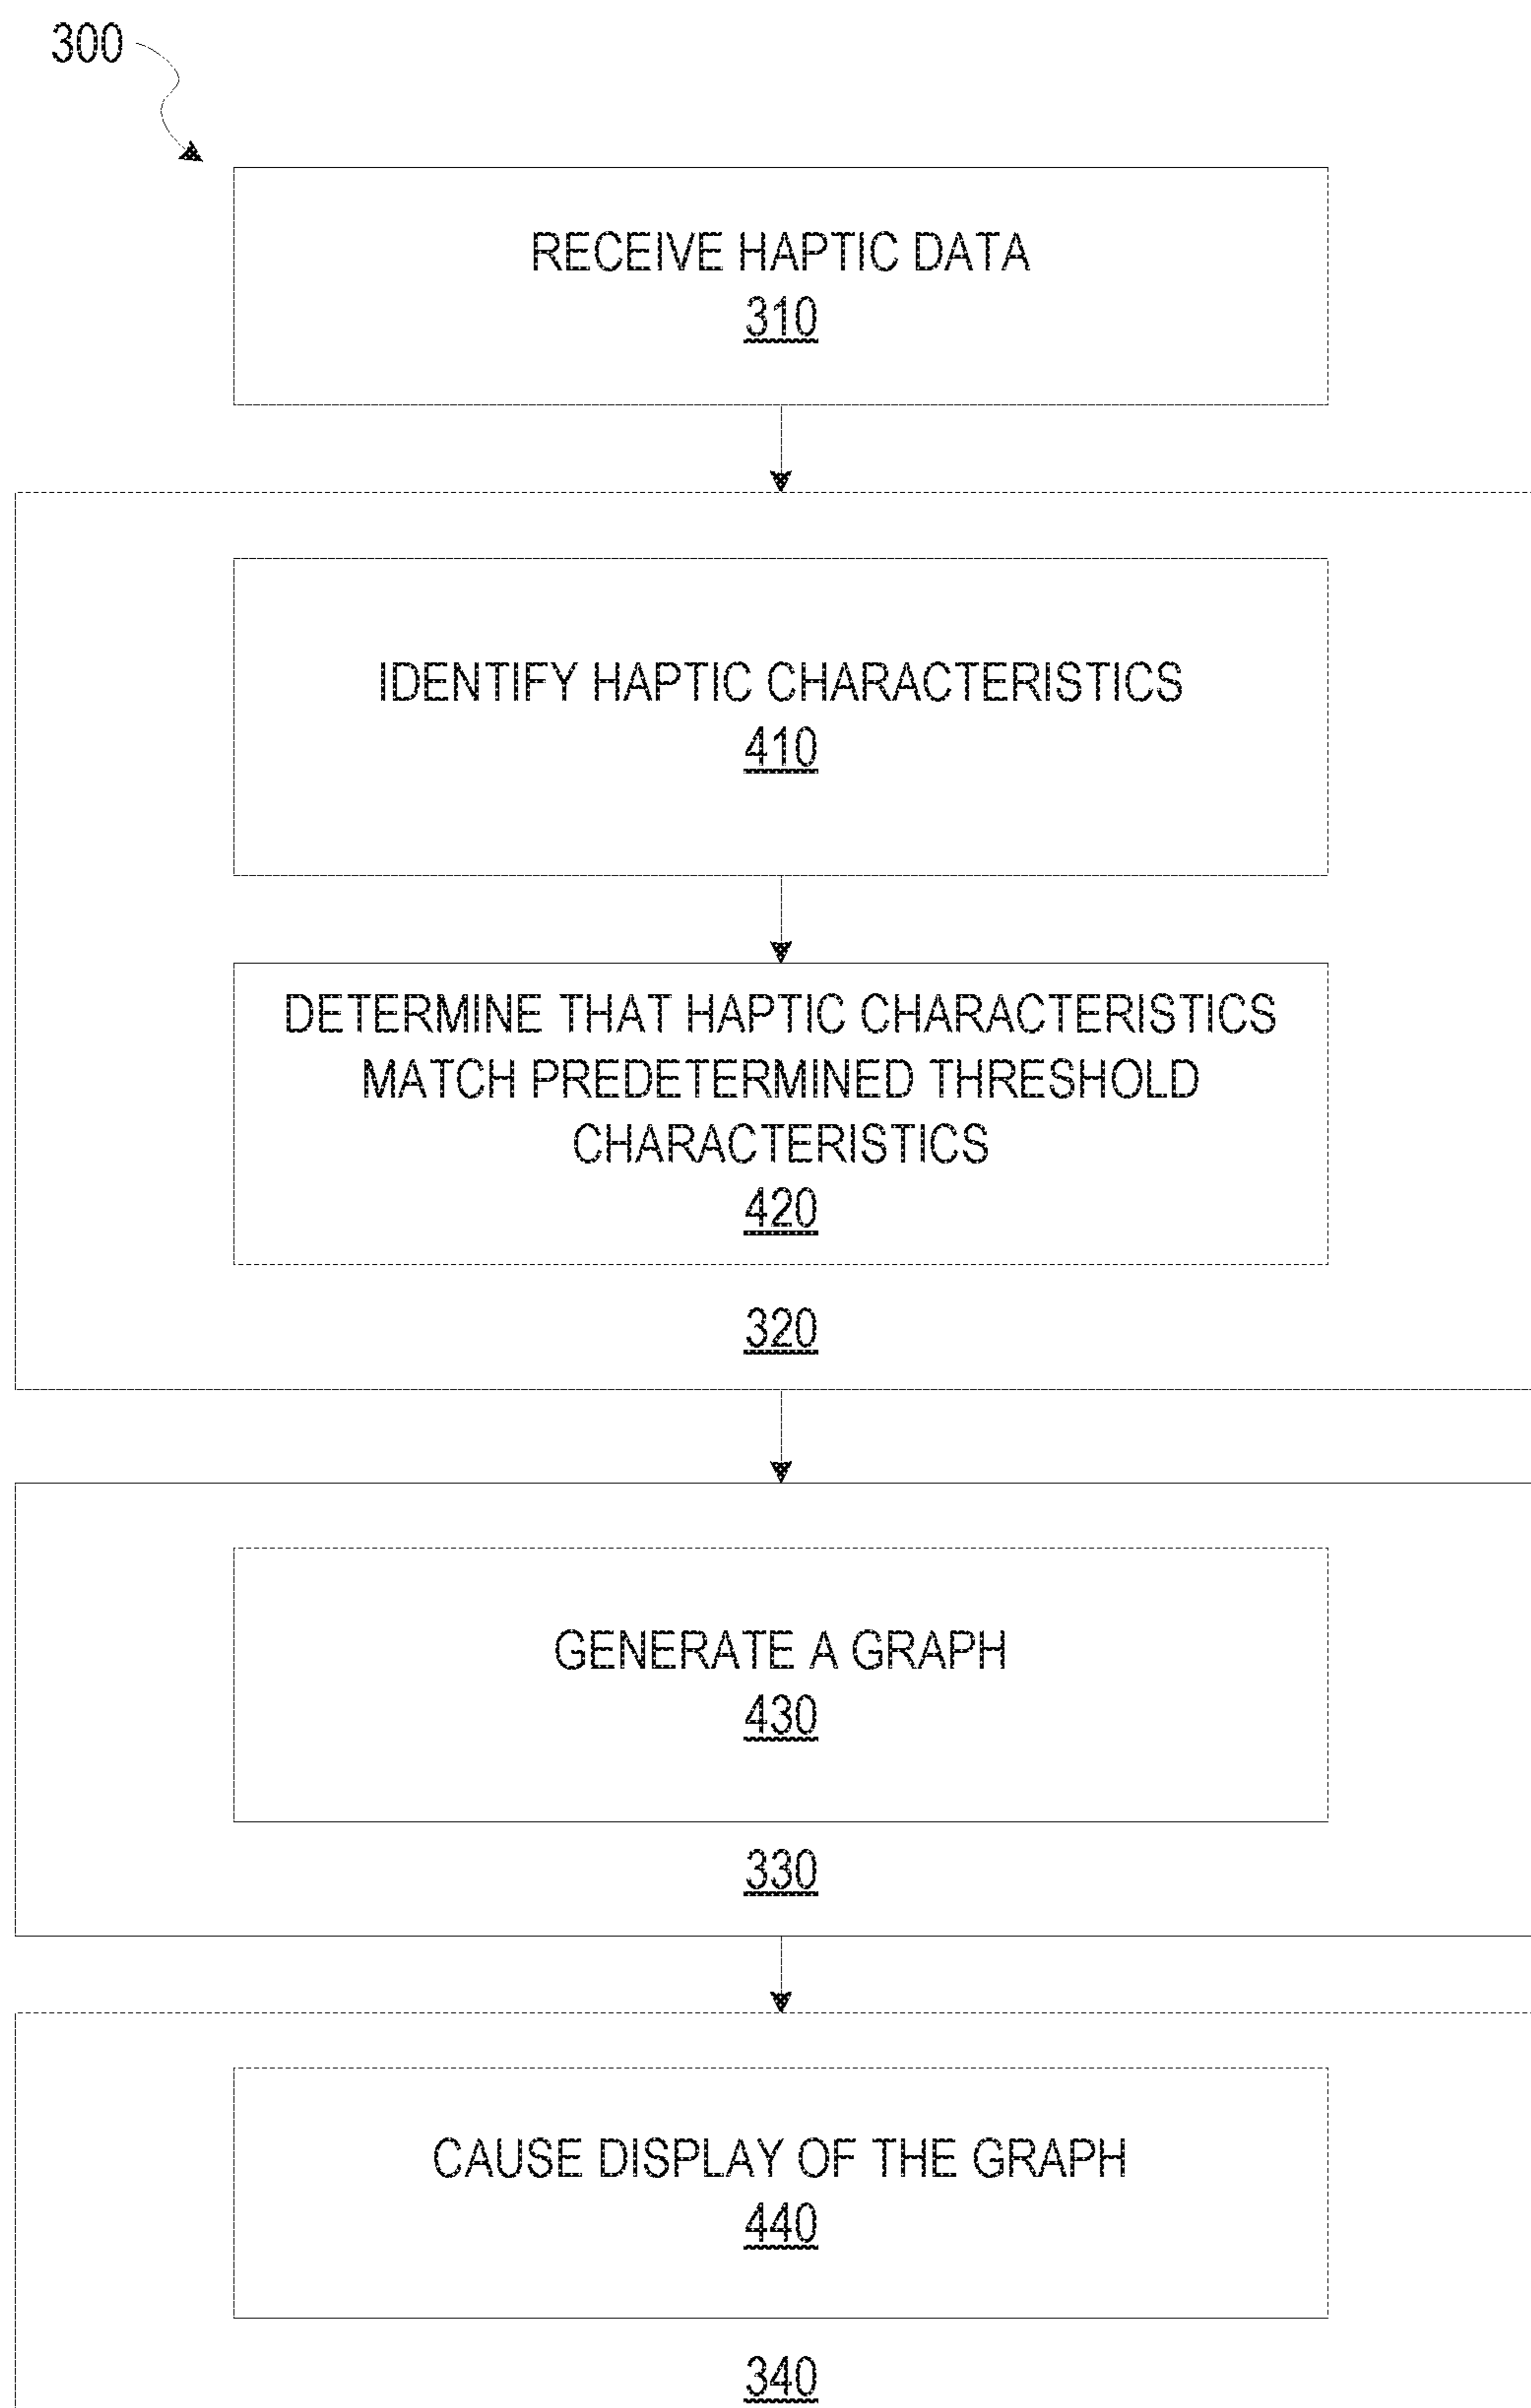 300
RECEIVE HAPTIC DATA
310
IDENTIFY HAPTIC CHARACTERISTICS
410
DETERMINE THAT HAPTIC CHARACTERISTICS
MATCH PREDETERMINED THRESHOLD
CHARACTERISTICS
420
320
GENERATE A GRAPH
430
330
CAUSE DISPLAY OF THE GRAPH
440
340